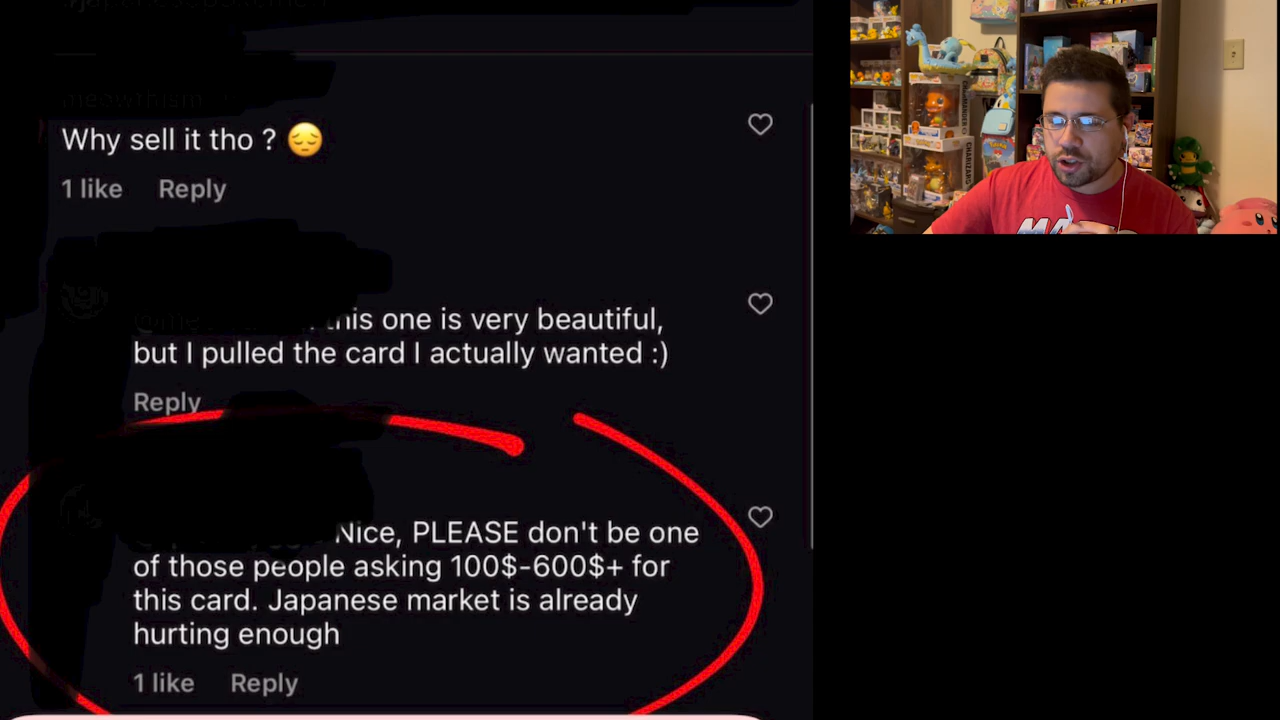 Why sell it tho ? 😔
1 like Reply
this one is very beautiful,
but I pulled the card I actually wanted :)
Reply
Nice, PLEASE don't be one
of those people asking 100$-600$+ for
this card. Japanese market is already
hurting enough
1 like Reply